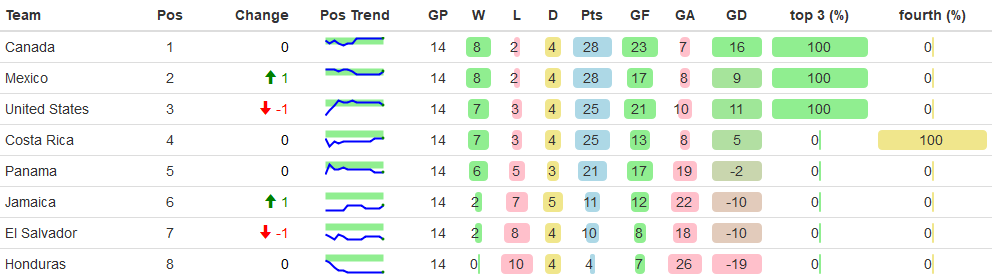 Team Pos Change Pos Trend GP W L D Pts GF GA GD top 3 (%) fourth (%)
Canada 1 0 14 8 2 4 28 23 7 16 100 0
Mexico 2 1 14 8 2 4 28 17 8 9 100 0
United States 3 -1 14 7 3 4 25 21 10 11 100 0
Costa Rica 4 0 14 7 3 4 25 13 8 5 0 100
Panama 5 0 14 6 5 3 21 17 19 -2 0 0
Jamaica 6 1 14 2 7 5 11 12 22 -10 0 0
El Salvador 7 -1 14 2 8 4 10 8 18 -10 0 0
Honduras 8 0 14 0 10 4 4 7 26 -19 0 0